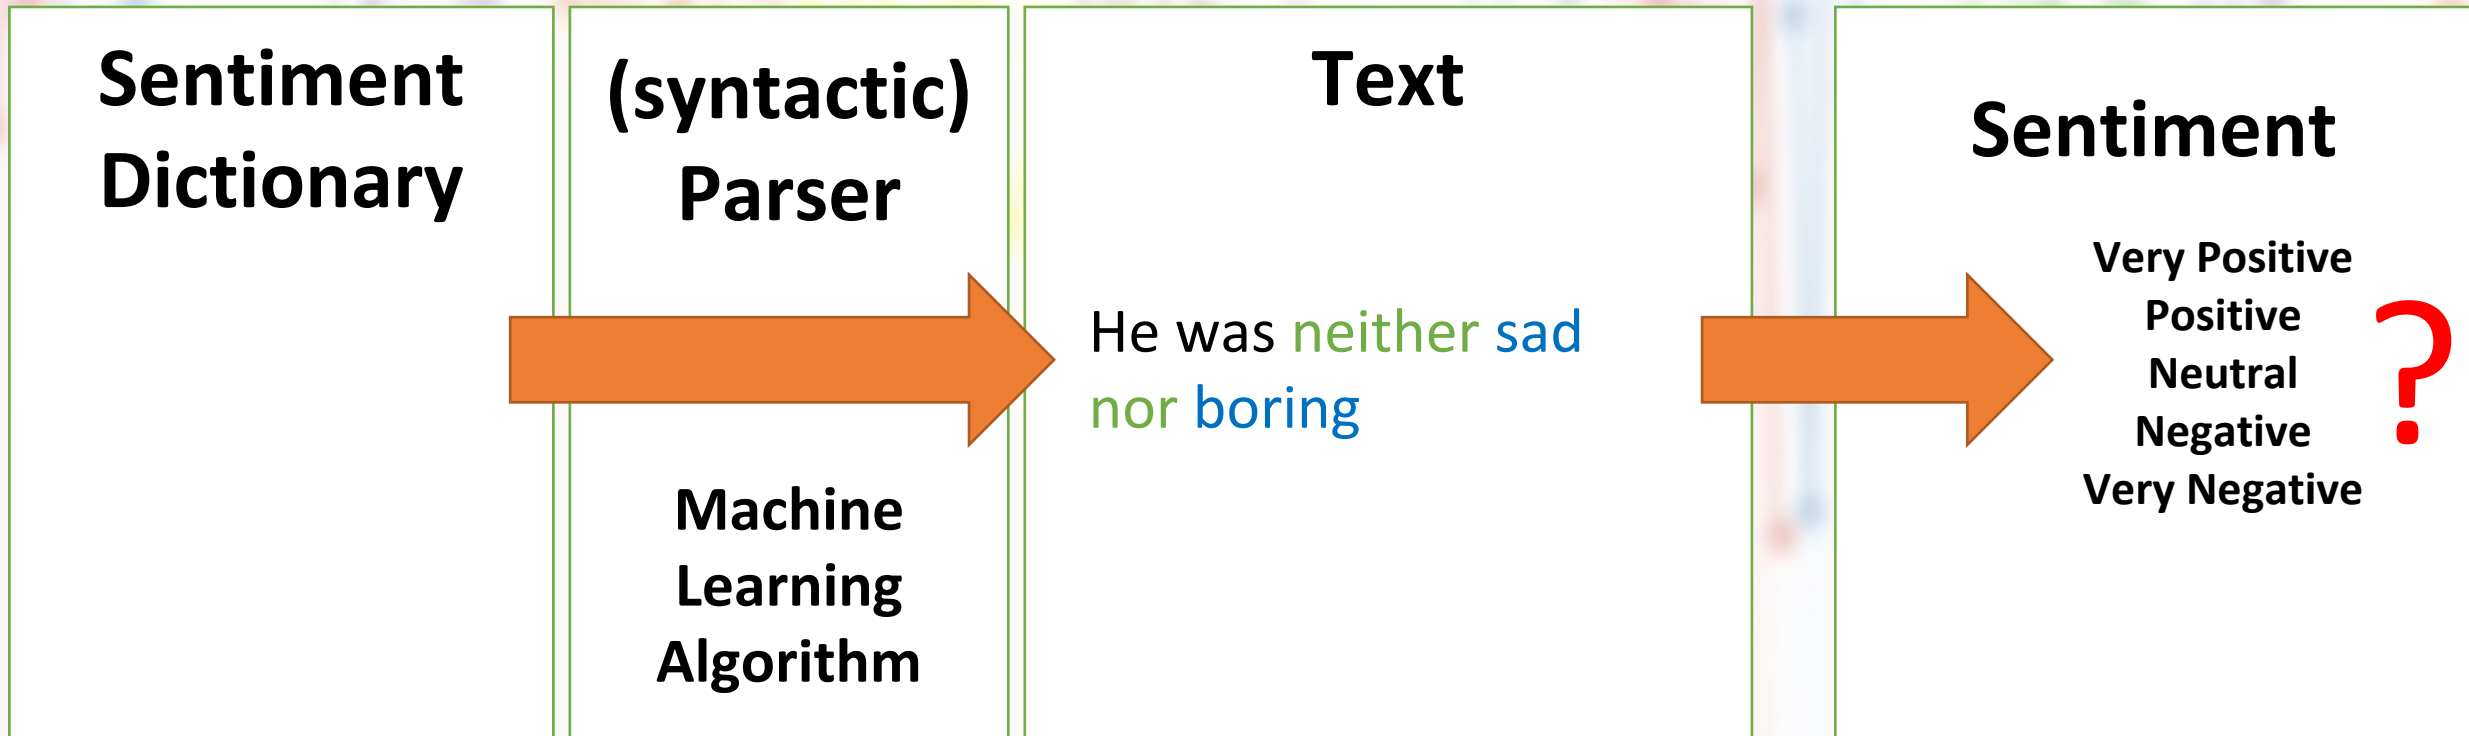 Sentiment
Dictionary
(syntactic)
Parser
Machine
Learning
Algorithm
Text
He was neither sad
nor boring
Sentiment
Very Positive
Positive
Neutral
Negative
Very Negative
?